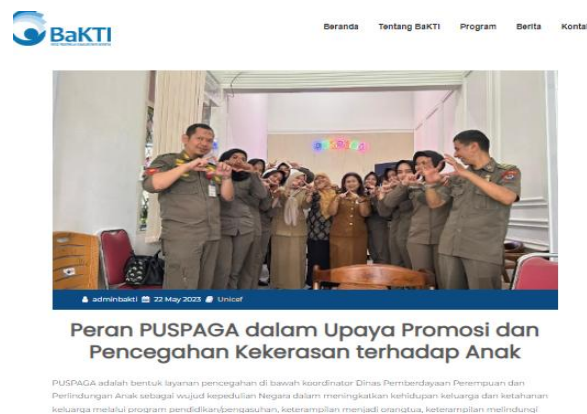 BaKTI
Beranda Tentang BaKTI Program Berita Kontak
adminbakti 22 May 2023 Unicef
Peran PUSPAGA dalam Upaya Promosi dan
Pencegahan Kekerasan terhadap Anak
PUSPAGA adalah bentuk layanan pencegahan di bawah koordinator Dinas Pemberdayaan Perempuan dan
Perlindungan Anak sebagai wujud kepedulian Negara dalam meningkatkan kehidupan keluarga dan ketahanan
keluarga melalui program pendidikan/pengasuhan, keterampilan menjadi orangtua, keterampilan melindungi